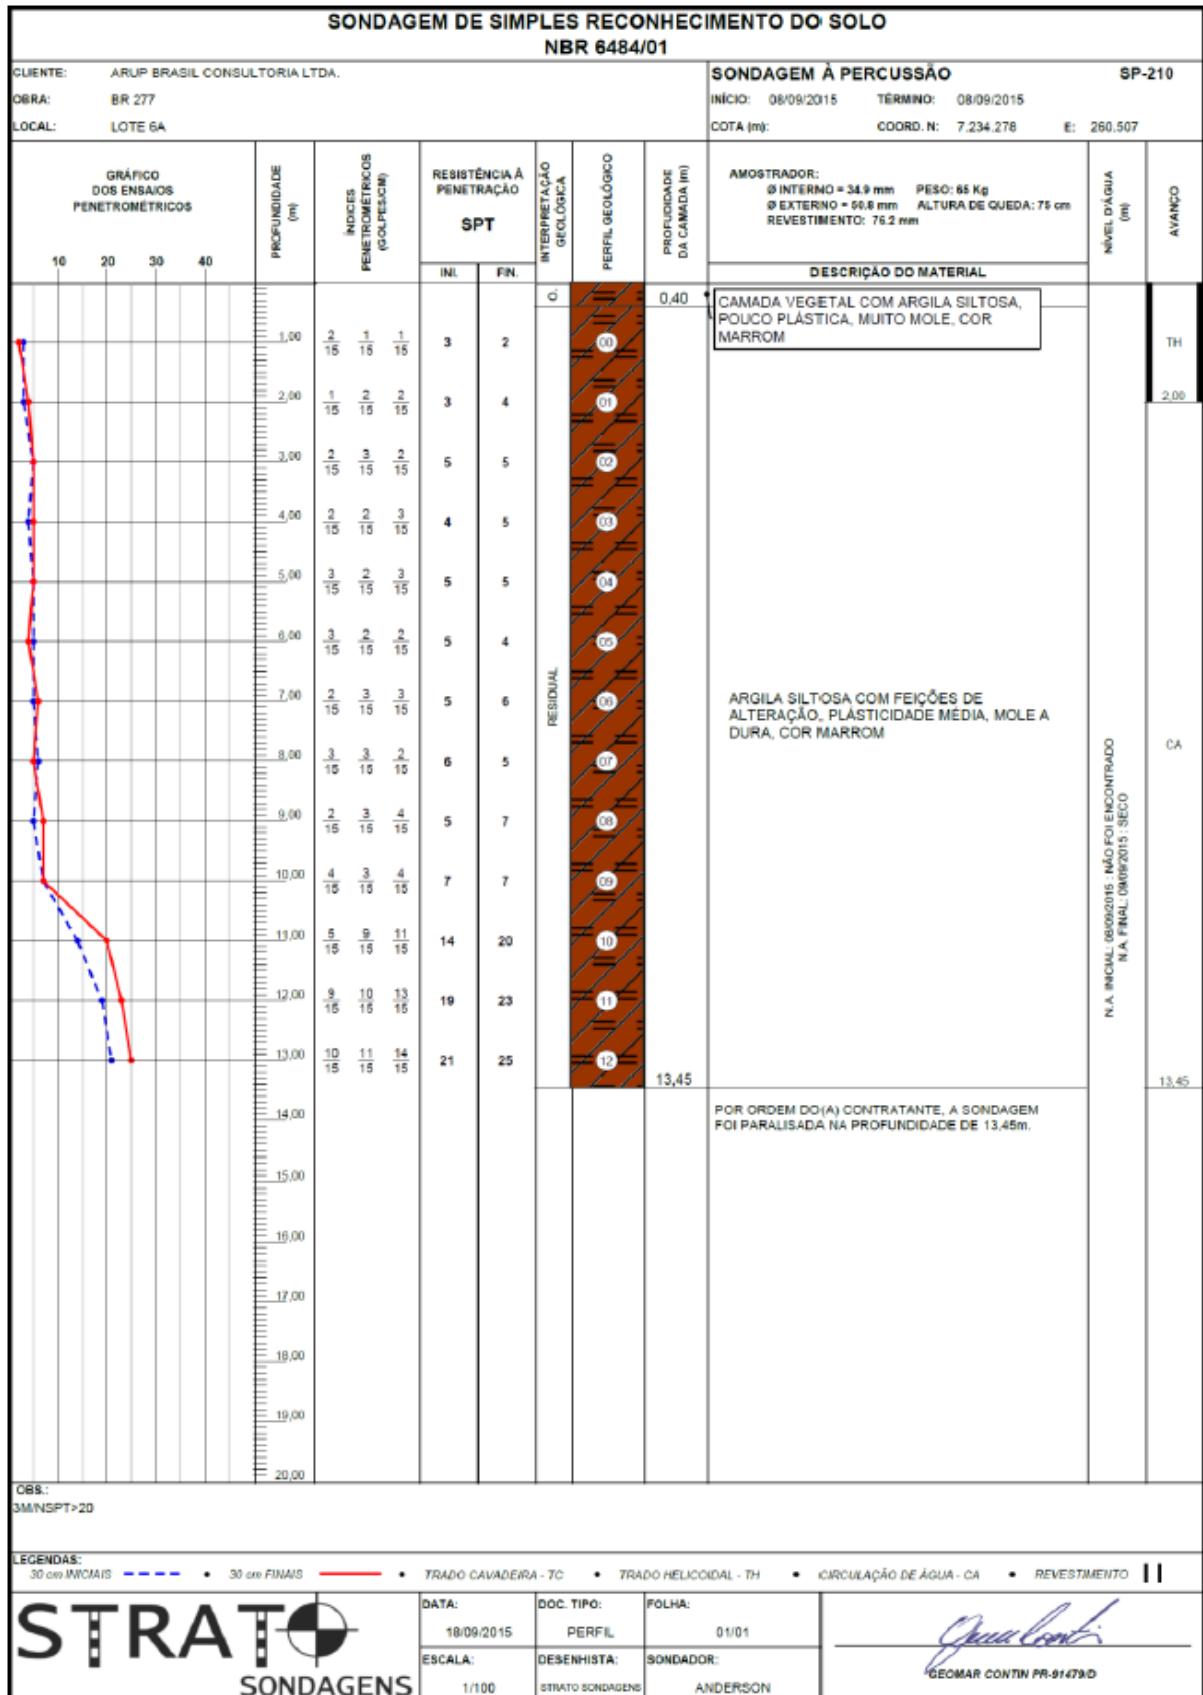 SONDAGEM DE SIMPLES RECONHECIMENTO DO SOLO
NBR 6484/01
CLIENTE: ARUP BRASIL CONSULTORIA LTDA.
OBRA: BR 277
LOCAL: LOTE 6A
SONDAGEM À PERCUSSÃO SP-210
INÍCIO: 08/09/2015 TÉRMINO: 08/09/2015
COTA (m): COORD. N: 7.234.278 E: 260.507
GRÁFICO
DOS ENSAIOS
PENETROMÉTRICOS
10 20 30 40
PROFUNDIDADE
(m)
ÍNDICES
PENETROMÉTRICOS
(GOLPES/CM)
RESISTÊNCIA À
PENETRAÇÃO
SPT
INI. FIN.
INTERPRETAÇÃO
GEOLÓGICA
PERFIL GEOLÓGICO
PROFUDIDADE
DA CAMADA (m)
AMOSTRADOR:
Ø INTERNO = 34.9 mm PESO: 65 Kg
Ø EXTERNO = 50.8 mm ALTURA DE QUEDA: 75 cm
REVESTIMENTO: 76.2 mm
DESCRIÇÃO DO MATERIAL
NÍVEL D'ÁGUA
(m)
AVANÇO
O. 0,40
CAMADA VEGETAL COM ARGILA SILTOSA,
POUCO PLÁSTICA, MUITO MOLE, COR
MARROM
1,00 2/15 1/15 1/15 3 2 00 TH
2,00 1/15 2/15 2/15 3 4 01 2,00
3,00 2/15 3/15 2/15 5 5 02
4,00 2/15 2/15 3/15 4 5 03
5,00 3/15 2/15 3/15 5 5 04
6,00 3/15 2/15 2/15 5 4 05
RESIDUAL
7,00 2/15 3/15 3/15 5 6 06
ARGILA SILTOSA COM FEIÇÕES DE
ALTERAÇÃO, PLÁSTICIDADE MÉDIA, MOLE A
DURA, COR MARROM
8,00 3/15 3/15 2/15 6 5 07 CA
9,00 2/15 3/15 4/15 5 7 08
10,00 4/15 3/15 4/15 7 7 09
11,00 5/15 9/15 11/15 14 20 10
12,00 9/15 10/15 13/15 19 23 11
13,00 10/15 11/15 14/15 21 25 12
N.A. INICIAL: 08/09/2015 : NÃO FOI ENCONTRADO
N.A. FINAL: 09/09/2015 : SECO
13,45 13,45
POR ORDEM DO(A) CONTRATANTE, A SONDAGEM
FOI PARALISADA NA PROFUNDIDADE DE 13,45m.
14,00
15,00
16,00
17,00
18,00
19,00
20,00
OBS.:
3M/NSPT>20
LEGENDAS:
30 cm INICIAIS • 30 cm FINAIS • TRADO CAVADEIRA - TC • TRADO HELICOIDAL - TH • CIRCULAÇÃO DE ÁGUA - CA • REVESTIMENTO
STRATO
SONDAGENS
DATA: 18/09/2015
DOC. TIPO: PERFIL
FOLHA: 01/01
ESCALA: 1/100
DESENHISTA: STRATO SONDAGENS
SONDADOR: ANDERSON
GEOMAR CONTIN PR-91479/D